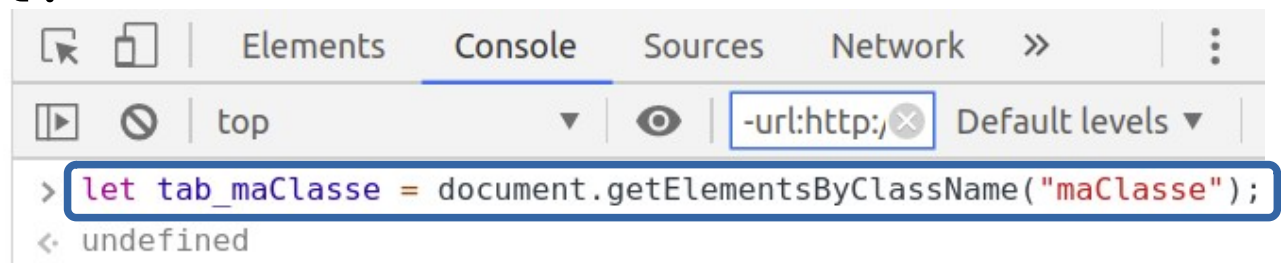 Elements Console Sources Network »
top -url:http:/ Default levels
> let tab_maClasse = document.getElementsByClassName("maClasse");
undefined